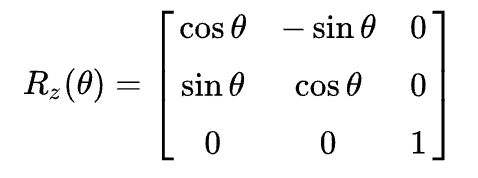 cos θ − sin θ 0
R_z(θ) = sin θ cos θ 0
0 0 1